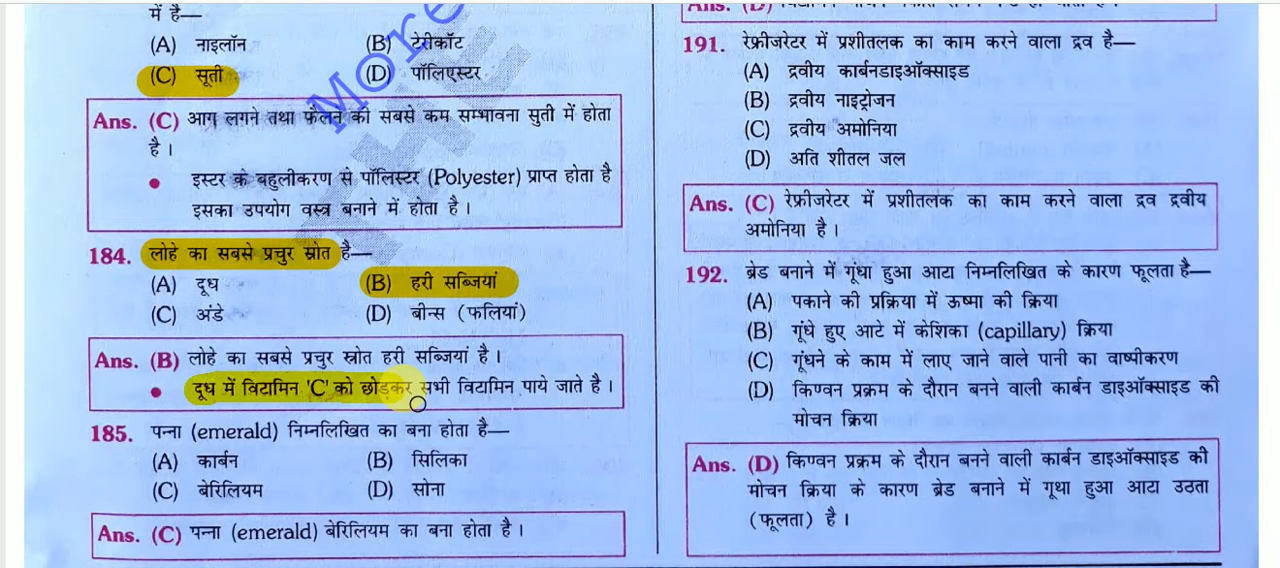 में है—
(A) नाइलॉन (B) टेरीकॉट
(C) सूती (D) पॉलिएस्टर
Ans. (C) आग लगने तथा फैलने की सबसे कम सम्भावना सुती में होता
है।
● इस्टर के बहुलीकरण से पॉलिस्टर (Polyester) प्राप्त होता है
इसका उपयोग वस्त्र बनाने में होता है।
184. लोहे का सबसे प्रचुर स्रोत है—
(A) दूध (B) हरी सब्जियां
(C) अंडे (D) बीन्स (फलियां)
Ans. (B) लोहे का सबसे प्रचुर स्त्रोत हरी सब्जियां है।
● दूध में विटामिन 'C' को छोड़कर सभी विटामिन पाये जाते है।
185. पन्ना (emerald) निम्नलिखित का बना होता है—
(A) कार्बन (B) सिलिका
(C) बेरिलियम (D) सोना
Ans. (C) पन्ना (emerald) बेरिलियम का बना होता है।
More
Ans. (D)
191. रेफ्रीजरेटर में प्रशीतलक का काम करने वाला द्रव है—
(A) द्रवीय कार्बनडाइऑक्साइड
(B) द्रवीय नाइट्रोजन
(C) द्रवीय अमोनिया
(D) अति शीतल जल
Ans. (C) रेफ्रीजरेटर में प्रशीतलक का काम करने वाला द्रव द्रवीय
अमोनिया है।
192. ब्रेड बनाने में गूंथा हुआ आटा निम्नलिखित के कारण फूलता है—
(A) पकाने की प्रक्रिया में ऊष्मा की क्रिया
(B) गूंधे हुए आटे में केशिका (capillary) क्रिया
(C) गूंधने के काम में लाए जाने वाले पानी का वाष्पीकरण
(D) किण्वन प्रक्रम के दौरान बनने वाली कार्बन डाइऑक्साइड की
मोचन क्रिया
Ans. (D) किण्वन प्रक्रम के दौरान बनने वाली कार्बन डाइऑक्साइड की
मोचन क्रिया के कारण ब्रेड बनाने में गूथा हुआ आटा उठता
(फूलता) है।